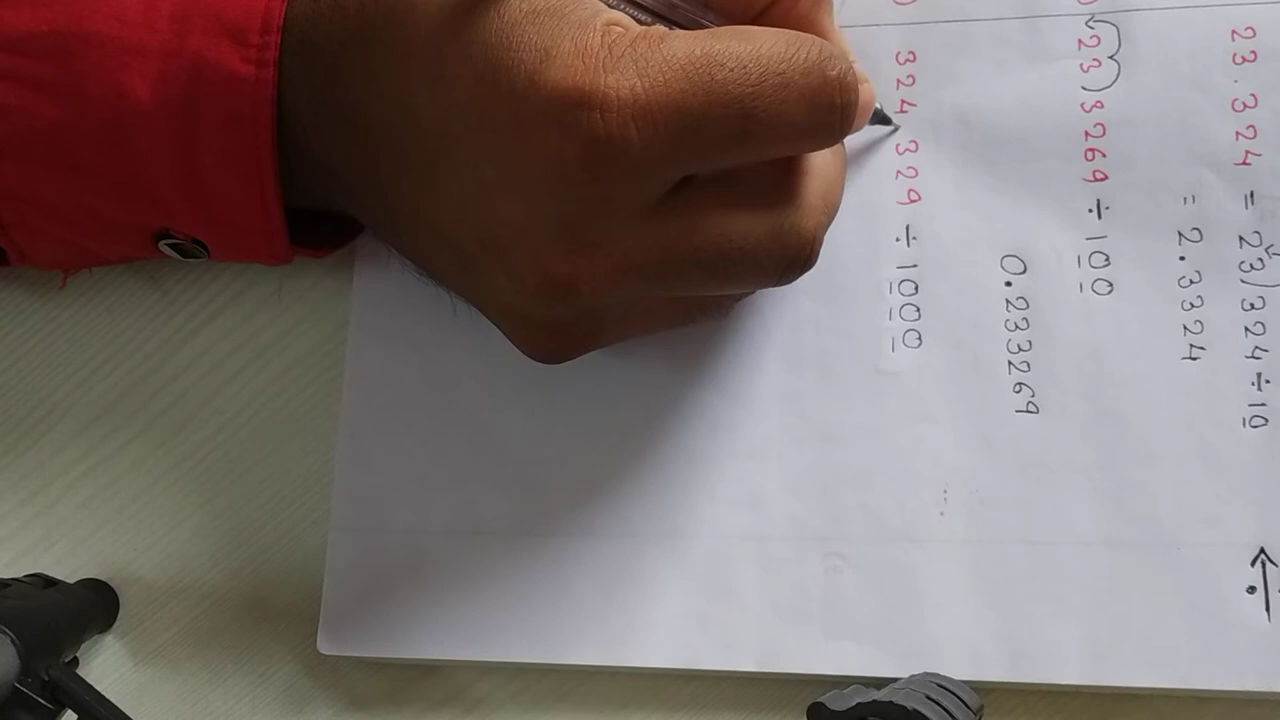 23.324 = 23)324 ÷ 10
= 2.3324
) 23)3269 ÷ 100
0.233269
) 324 329 ÷ 1000